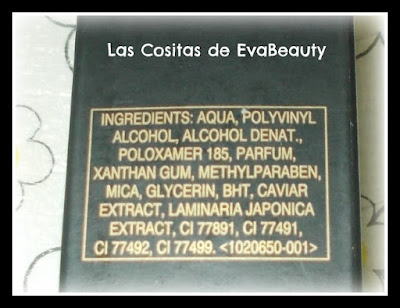 Las Cositas de EvaBeauty
INGREDIENTS: AQUA, POLYVINYL
ALCOHOL, ALCOHOL DENAT.,
POLOXAMER 185, PARFUM,
XANTHAN GUM, METHYLPARABEN,
MICA, GLYCERIN, BHT, CAVIAR
EXTRACT, LAMINARIA JAPONICA
EXTRACT, CI 77891, CI 77491,
CI 77492, CI 77499. <1020650-001>